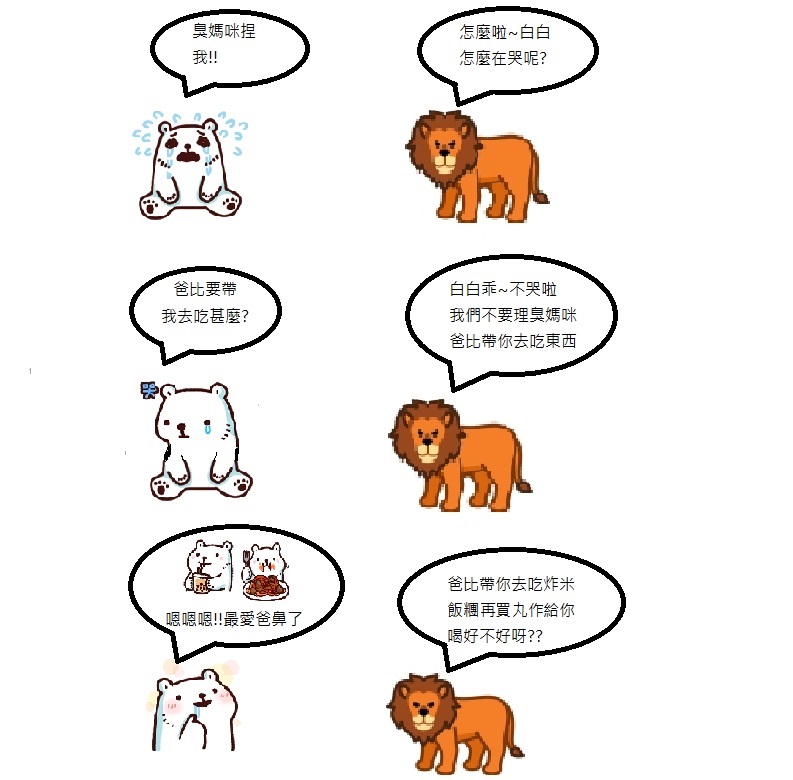 臭媽咪捏
我!!
怎麼啦~白白
怎麼在哭呢?
爸比要帶
我去吃甚麼?
白白乖~不哭啦
我們不要理臭媽咪
爸比帶你去吃東西
嗯嗯嗯!!最愛爸鼻了
爸比帶你去吃炸米
飯糰再買丸作給你
喝好不好呀??